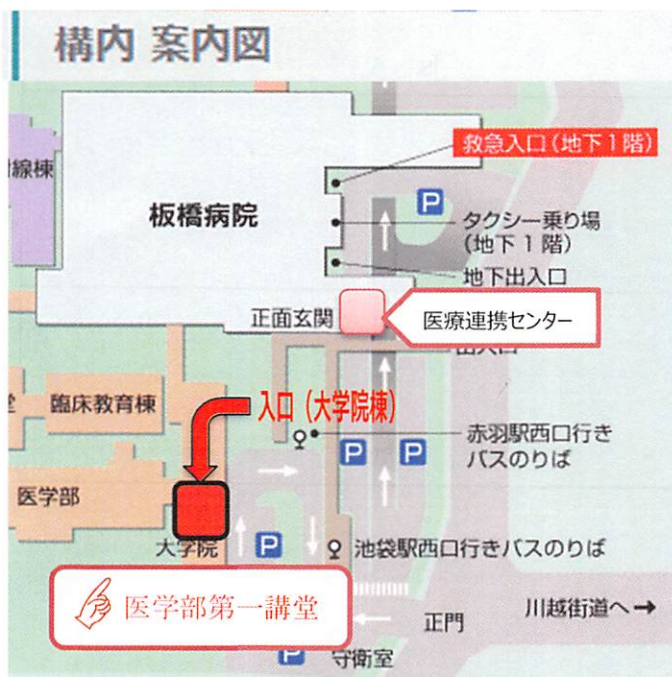 構内 案内図
線棟
救急入口(地下1階)
P
板橋病院
タクシー乗り場
(地下1階)
地下出入口
正面玄関
医療連携センター
臨床教育棟
入口(大学院棟)
赤羽駅西口行き
バスのりば
P
P
医学部
大学院
P
池袋駅西口行きバスのりば
医学部第一講堂
正門
川越街道へ
P
守衛室